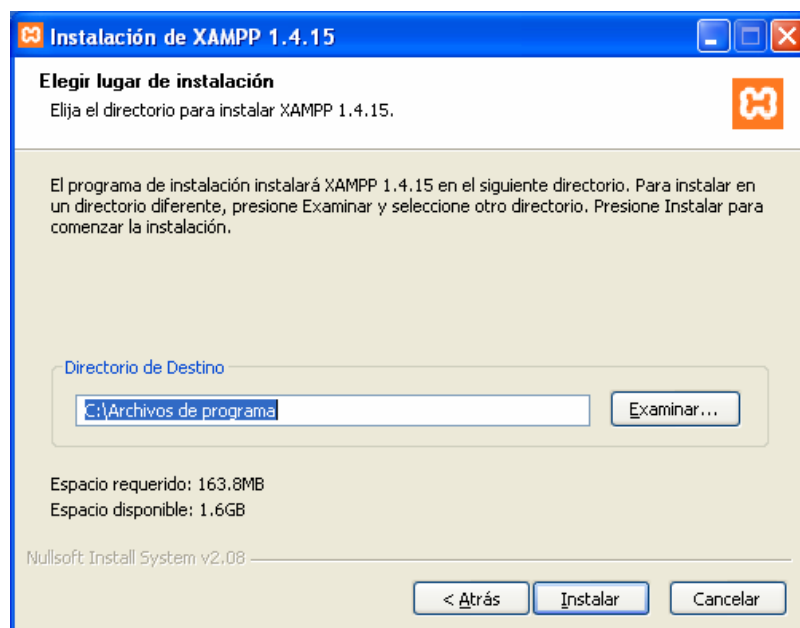 Instalación de XAMPP 1.4.15
Elegir lugar de instalación
Elija el directorio para instalar XAMPP 1.4.15.
El programa de instalación instalará XAMPP 1.4.15 en el siguiente directorio. Para instalar en
un directorio diferente, presione Examinar y seleccione otro directorio. Presione Instalar para
comenzar la instalación.
Directorio de Destino
C:\Archivos de programa
Examinar...
Espacio requerido: 163.8MB
Espacio disponible: 1.6GB
Nullsoft Install System v2.08
< Atrás
Instalar
Cancelar